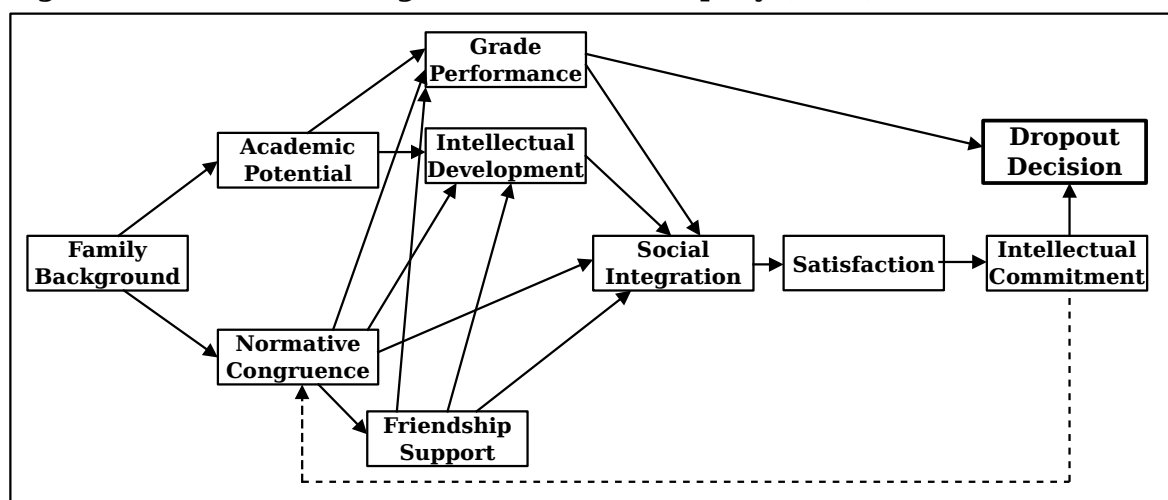 Grade
Performance
Academic
Potential
Intellectual
Development
Dropout
Decision
Family
Background
Social
Integration
Satisfaction
Intellectual
Commitment
Normative
Congruence
Friendship
Support